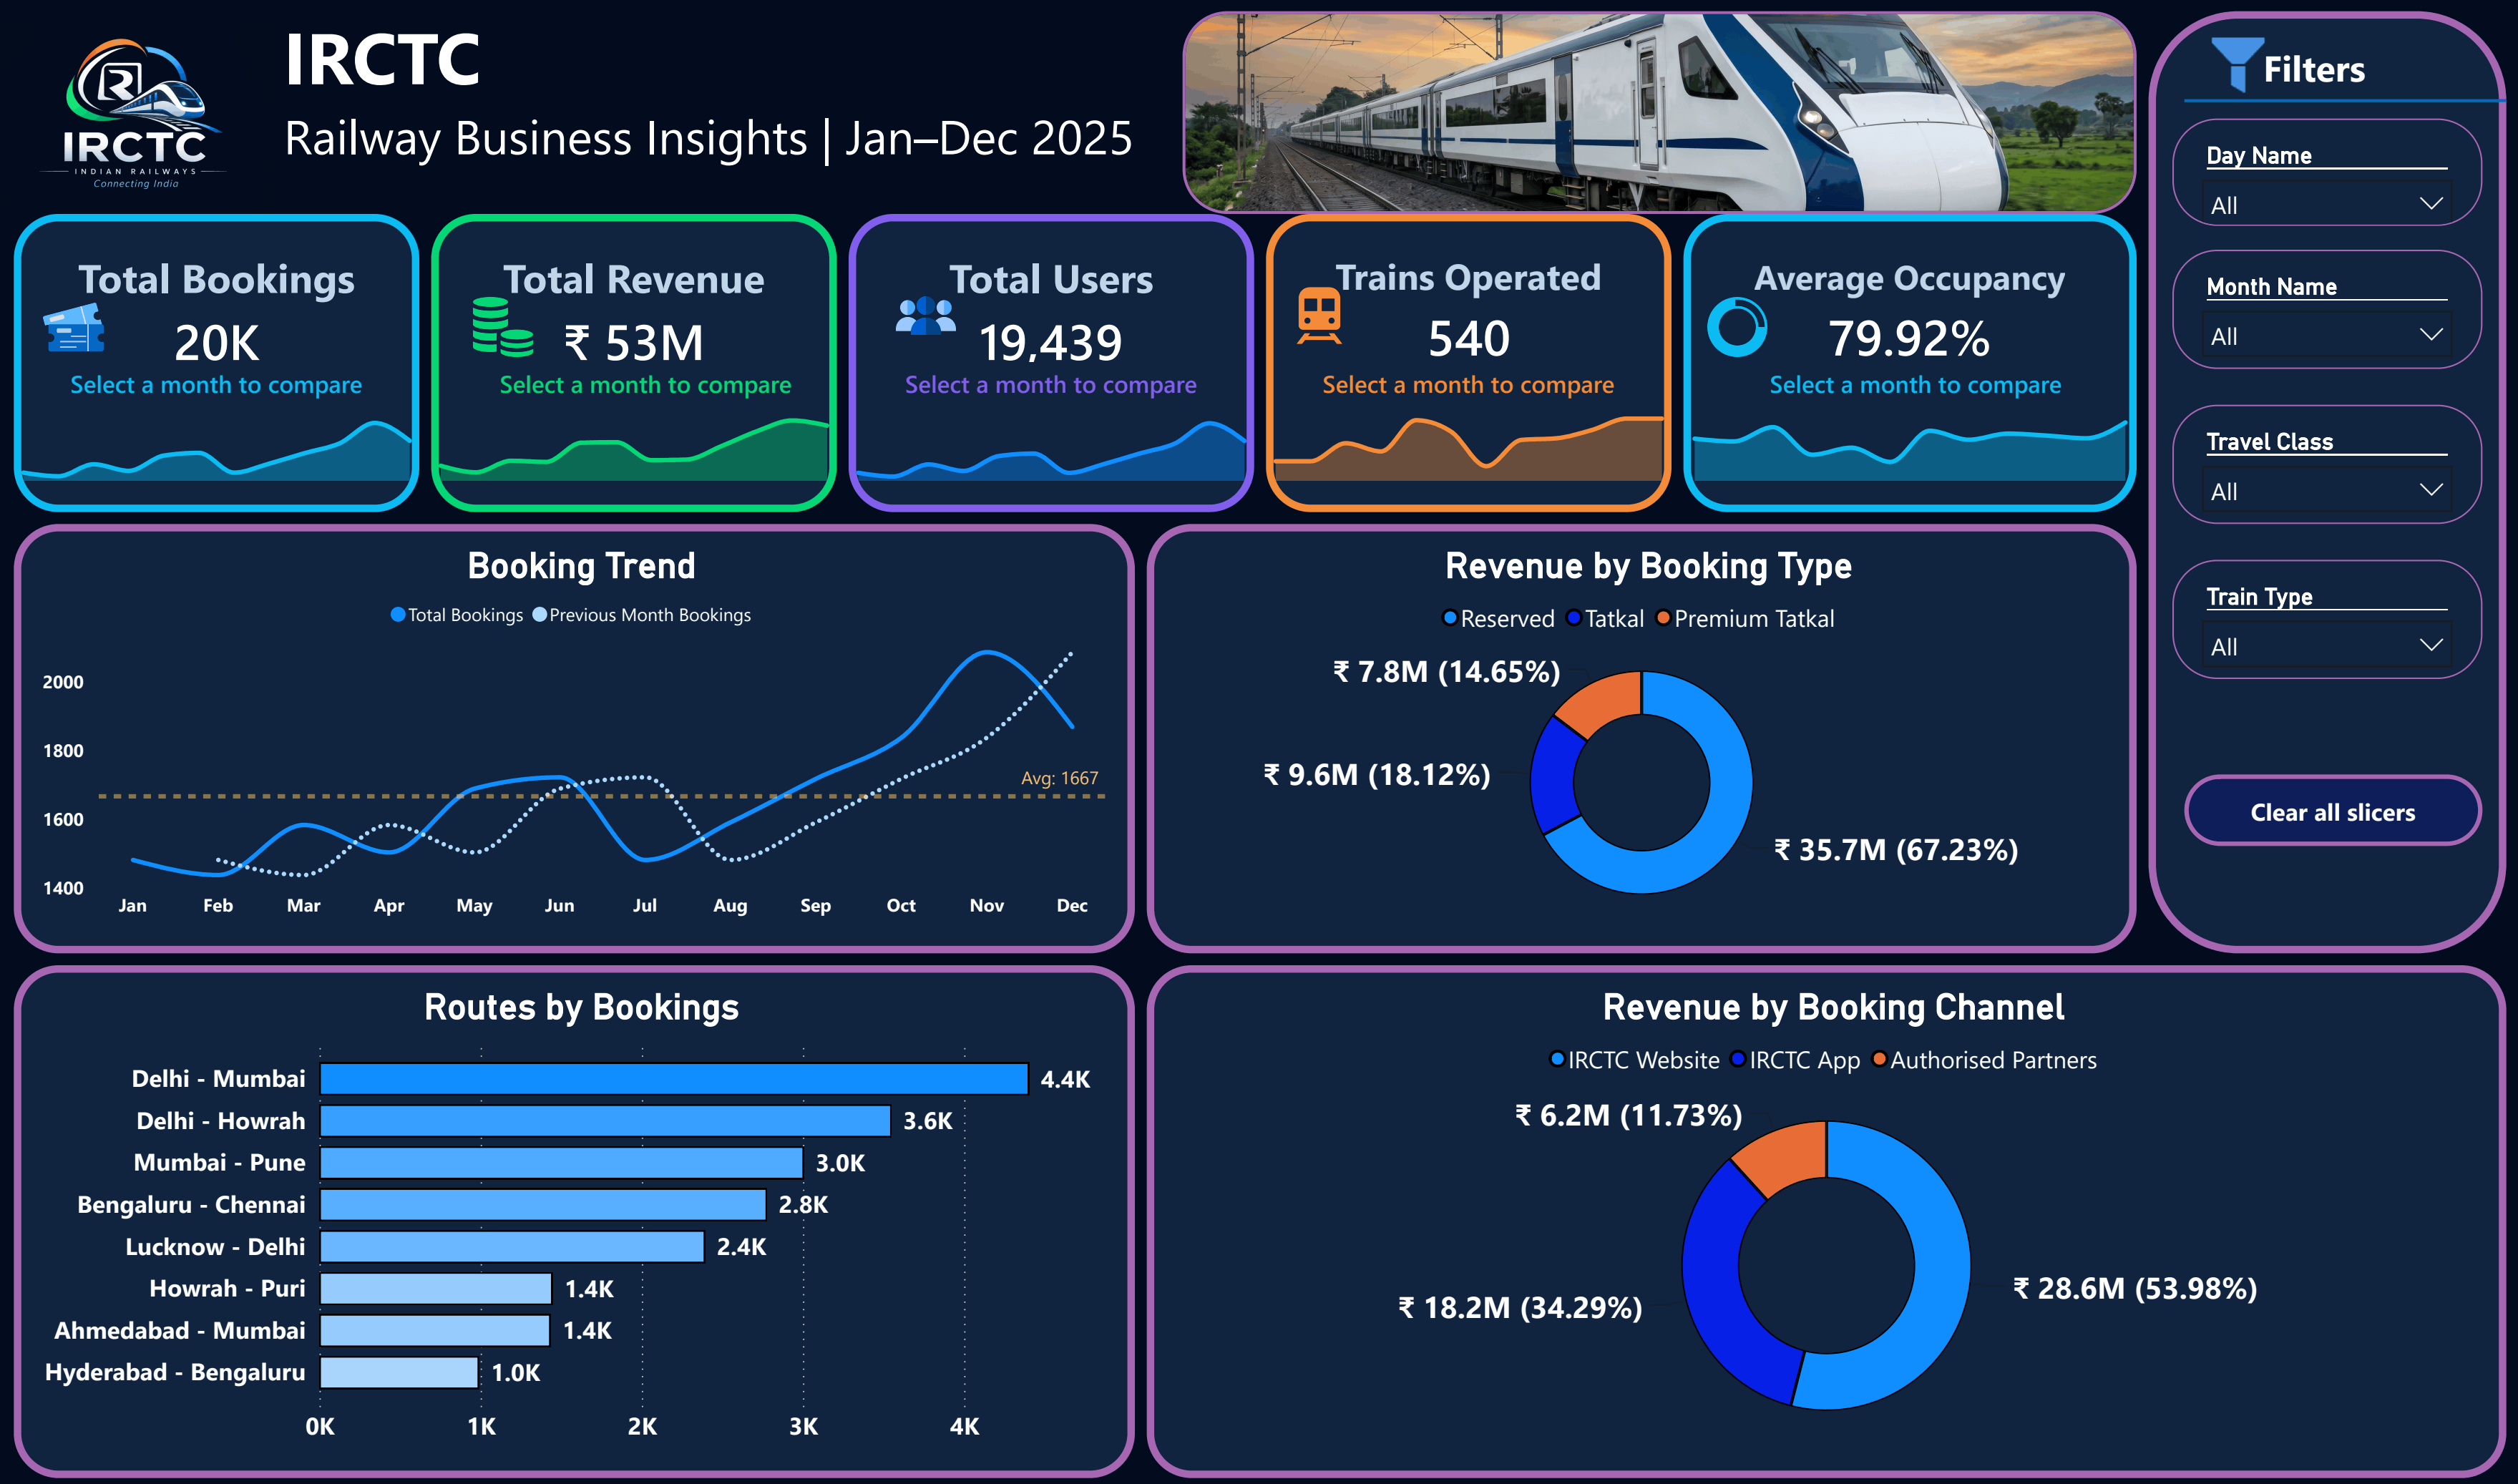 IRCTC
INDIAN RAILWAYS
Connecting India
IRCTC
Railway Business Insights | Jan–Dec 2025
Filters
Day Name
All
Month Name
All
Travel Class
All
Train Type
All
Clear all slicers
Total Bookings
20K
Select a month to compare
Total Revenue
₹ 53M
Select a month to compare
Total Users
19,439
Select a month to compare
Trains Operated
540
Select a month to compare
Average Occupancy
79.92%
Select a month to compare
Booking Trend
Total Bookings Previous Month Bookings
2000
1800
Avg: 1667
1600
1400
Jan Feb Mar Apr May Jun Jul Aug Sep Oct Nov Dec
Revenue by Booking Type
Reserved Tatkal Premium Tatkal
₹ 7.8M (14.65%)
₹ 9.6M (18.12%)
₹ 35.7M (67.23%)
Routes by Bookings
Delhi - Mumbai 4.4K
Delhi - Howrah 3.6K
Mumbai - Pune 3.0K
Bengaluru - Chennai 2.8K
Lucknow - Delhi 2.4K
Howrah - Puri 1.4K
Ahmedabad - Mumbai 1.4K
Hyderabad - Bengaluru 1.0K
0K 1K 2K 3K 4K
Revenue by Booking Channel
IRCTC Website IRCTC App Authorised Partners
₹ 6.2M (11.73%)
₹ 28.6M (53.98%)
₹ 18.2M (34.29%)